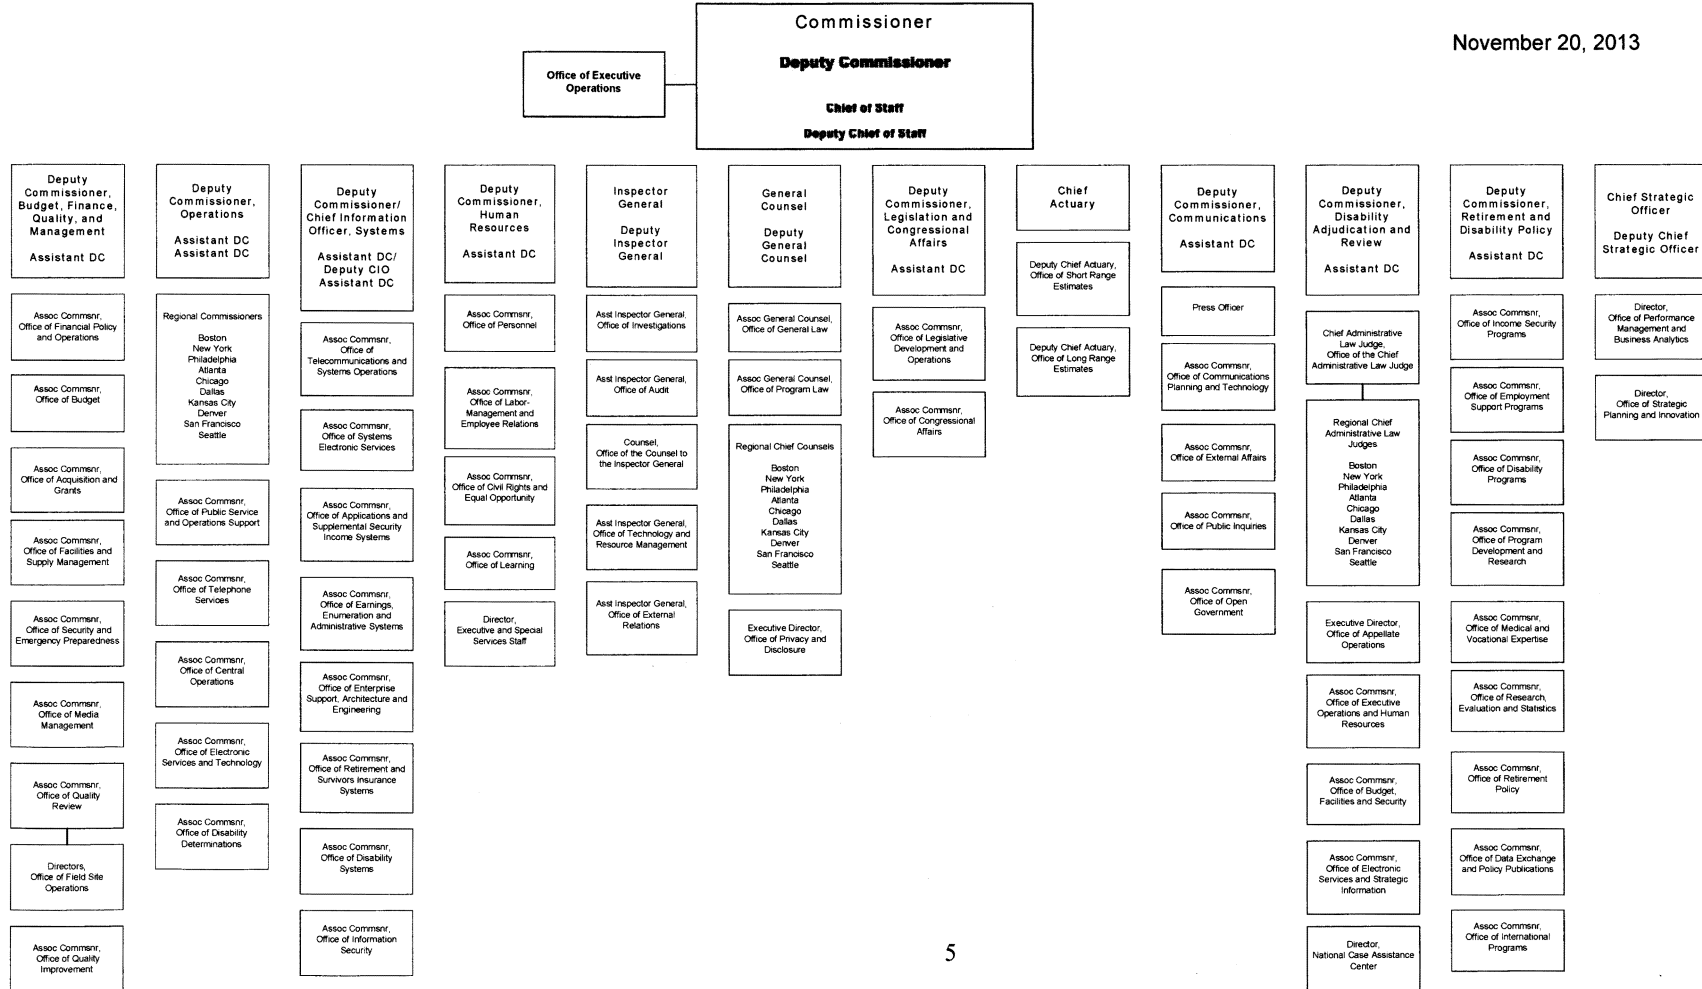 Commissioner
Deputy Commissioner
Chief of Staff
Deputy Chief of Staff
Office of Executive
Operations
November 20, 2013
Deputy
Commissioner,
Budget, Finance,
Quality, and
Management
Assistant DC
Assoc Commsnr,
Office of Financial Policy
and Operations
Assoc Commsnr,
Office of Budget
Assoc Commsnr,
Office of Acquisition and
Grants
Assoc Commsnr,
Office of Facilities and
Supply Management
Assoc Commsnr,
Office of Security and
Emergency Preparedness
Assoc Commsnr,
Office of Media
Management
Assoc Commsnr,
Office of Quality
Review
Directors,
Office of Field Site
Operations
Assoc Commsnr,
Office of Quality
Improvement
Deputy
Commissioner,
Operations
Assistant DC
Assistant DC
Regional Commissioners
Boston
New York
Philadelphia
Atlanta
Chicago
Dallas
Kansas City
Denver
San Francisco
Seattle
Assoc Commsnr,
Office of Public Service
and Operations Support
Assoc Commsnr,
Office of Telephone
Services
Assoc Commsnr,
Office of Central
Operations
Assoc Commsnr,
Office of Electronic
Services and Technology
Assoc Commsnr,
Office of Disability
Determinations
Deputy
Commissioner/
Chief Information
Officer, Systems
Assistant DC/
Deputy CIO
Assistant DC
Assoc Commsnr,
Office of
Telecommunications and
Systems Operations
Assoc Commsnr,
Office of Systems
Electronic Services
Assoc Commsnr,
Office of Applications and
Supplemental Security
Income Systems
Assoc Commsnr,
Office of Earnings,
Enumeration and
Administrative Systems
Assoc Commsnr,
Office of Enterprise
Support, Architecture and
Engineering
Assoc Commsnr,
Office of Retirement and
Survivors Insurance
Systems
Assoc Commsnr,
Office of Disability
Systems
Assoc Commsnr,
Office of Information
Security
Deputy
Commissioner,
Human
Resources
Assistant DC
Assoc Commsnr,
Office of Personnel
Assoc Commsnr,
Office of Labor-
Management and
Employee Relations
Assoc Commsnr,
Office of Civil Rights and
Equal Opportunity
Assoc Commsnr,
Office of Learning
Director,
Executive and Special
Services Staff
Inspector
General
Deputy
Inspector
General
Asst Inspector General,
Office of Investigations
Asst Inspector General,
Office of Audit
Counsel,
Office of the Counsel to
the Inspector General
Asst Inspector General,
Office of Technology and
Resource Management
Asst Inspector General,
Office of External
Relations
General
Counsel
Deputy
General
Counsel
Assoc General Counsel,
Office of General Law
Assoc General Counsel,
Office of Program Law
Regional Chief Counsels
Boston
New York
Philadelphia
Atlanta
Chicago
Dallas
Kansas City
Denver
San Francisco
Seattle
Executive Director,
Office of Privacy and
Disclosure
Deputy
Commissioner,
Legislation and
Congressional
Affairs
Assistant DC
Assoc Commsnr,
Office of Legislative
Development and
Operations
Assoc Commsnr,
Office of Congressional
Affairs
Chief
Actuary
Deputy Chief Actuary,
Office of Short Range
Estimates
Deputy Chief Actuary,
Office of Long Range
Estimates
Deputy
Commissioner,
Communications
Assistant DC
Press Officer
Assoc Commsnr,
Office of Communications
Planning and Technology
Assoc Commsnr,
Office of External Affairs
Assoc Commsnr,
Office of Public Inquiries
Assoc Commsnr,
Office of Open
Government
Deputy
Commissioner,
Disability
Adjudication and
Review
Assistant DC
Chief Administrative
Law Judge,
Office of the Chief
Administrative Law Judge
Regional Chief
Administrative Law
Judges
Boston
New York
Philadelphia
Atlanta
Chicago
Dallas
Kansas City
Denver
San Francisco
Seattle
Executive Director,
Office of Appellate
Operations
Assoc Commsnr,
Office of Executive
Operations and Human
Resources
Assoc Commsnr,
Office of Budget,
Facilities and Security
Assoc Commsnr,
Office of Electronic
Services and Strategic
Information
Director,
National Case Assistance
Center
Deputy
Commissioner,
Retirement and
Disability Policy
Assistant DC
Assoc Commsnr,
Office of Income Security
Programs
Assoc Commsnr,
Office of Employment
Support Programs
Assoc Commsnr,
Office of Disability
Programs
Assoc Commsnr,
Office of Program
Development and
Research
Assoc Commsnr,
Office of Medical and
Vocational Expertise
Assoc Commsnr,
Office of Research,
Evaluation and Statistics
Assoc Commsnr,
Office of Retirement
Policy
Assoc Commsnr,
Office of Data Exchange
and Policy Publications
Assoc Commsnr,
Office of International
Programs
Chief Strategic
Officer
Deputy Chief
Strategic Officer
Director,
Office of Performance
Management and
Business Analytics
Director,
Office of Strategic
Planning and Innovation
5